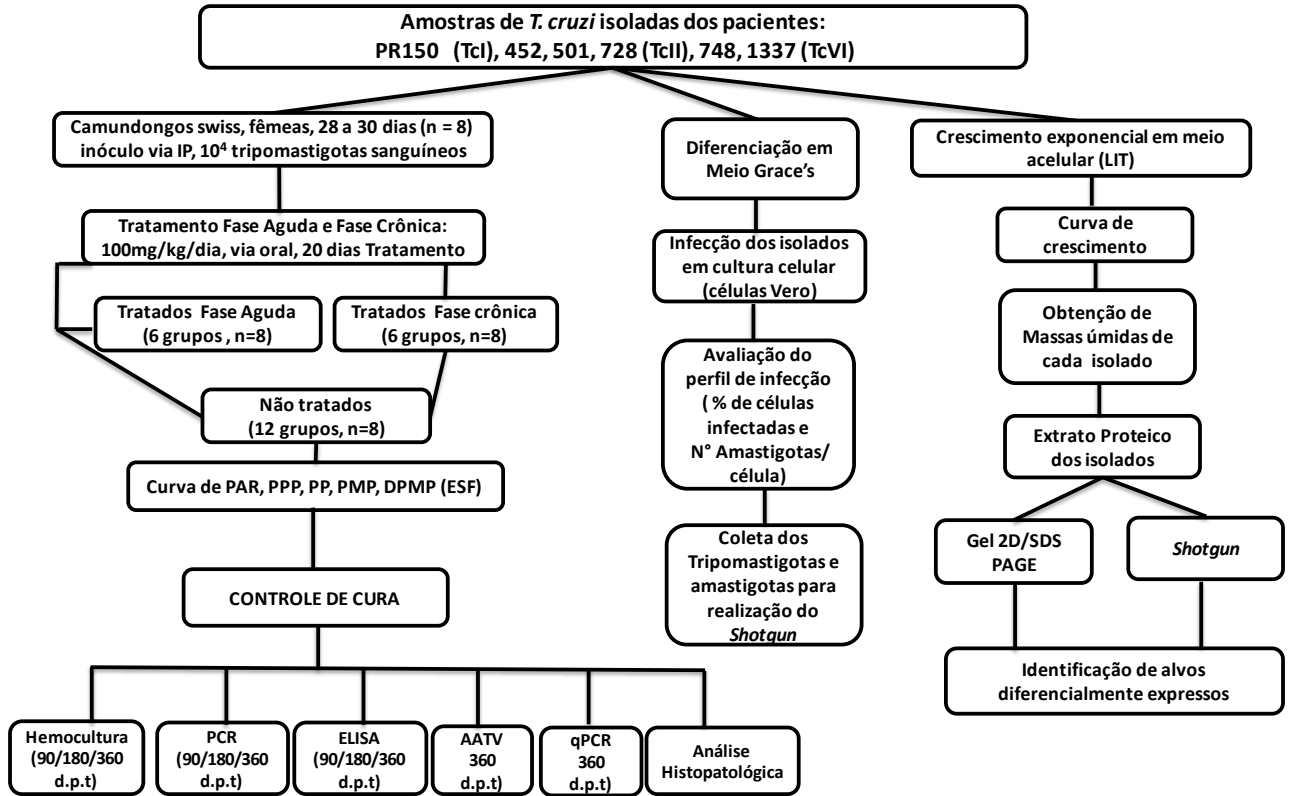 Amostras de T. cruzi isoladas dos pacientes:
PR150 (TcI), 452, 501, 728 (TcII), 748, 1337 (TcVI)
Camundongos swiss, fêmeas, 28 a 30 dias (n = 8)
inóculo via IP, 10⁴ tripomastigotas sanguíneos
Tratamento Fase Aguda e Fase Crônica:
100mg/kg/dia, via oral, 20 dias Tratamento
Tratados Fase Aguda
(6 grupos , n=8)
Tratados Fase crônica
(6 grupos, n=8)
Não tratados
(12 grupos, n=8)
Curva de PAR, PPP, PP, PMP, DPMP (ESF)
CONTROLE DE CURA
Hemocultura
(90/180/360
d.p.t)
PCR
(90/180/360
d.p.t)
ELISA
(90/180/360
d.p.t)
AATV
360
d.p.t)
qPCR
360
d.p.t)
Análise
Histopatológica
Diferenciação em
Meio Grace’s
Infecção dos isolados
em cultura celular
(células Vero)
Avaliação do
perfil de infecção
( % de células
infectadas e
N° Amastigotas/
célula)
Coleta dos
Tripomastigotas e
amastigotas para
realização do
Shotgun
Crescimento exponencial em meio
acelular (LIT)
Curva de
crescimento
Obtenção de
Massas úmidas de
cada isolado
Extrato Proteico
dos isolados
Gel 2D/SDS
PAGE
Shotgun
Identificação de alvos
diferencialmente expressos